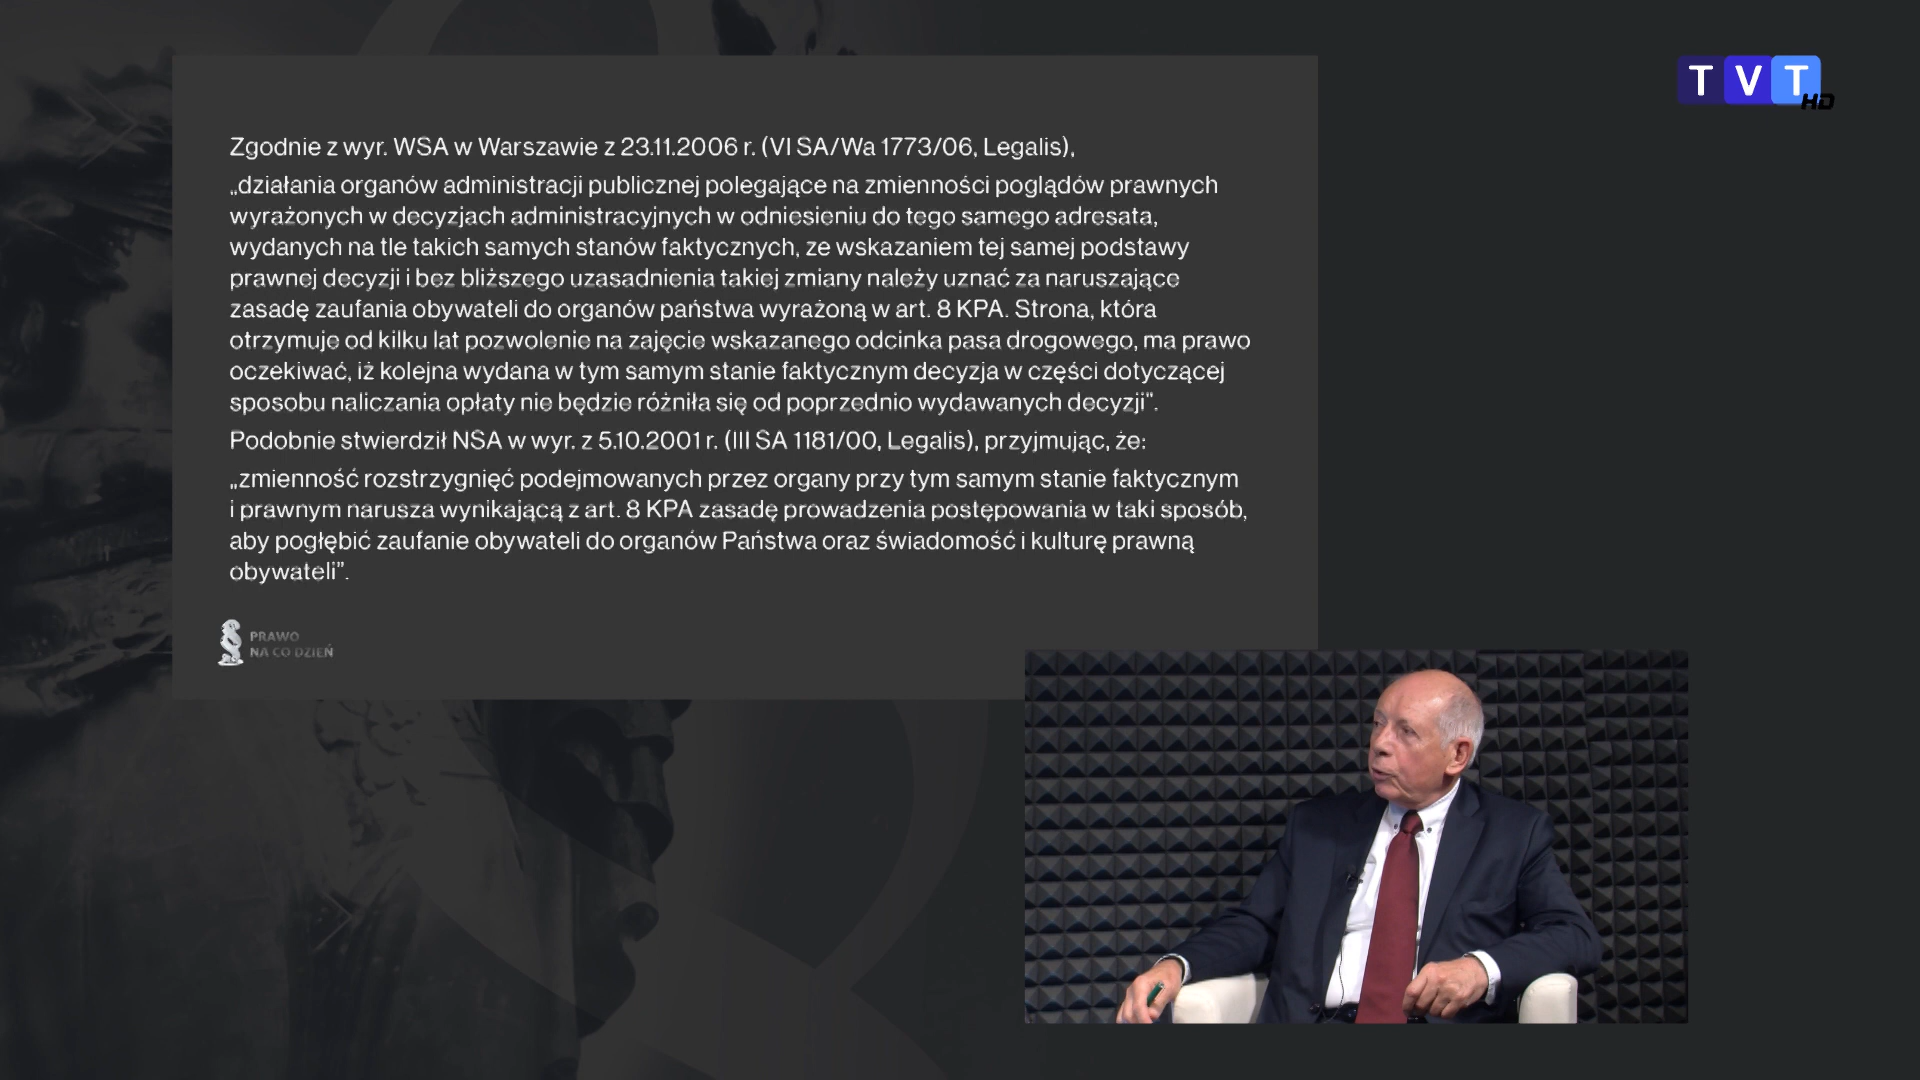 Zgodnie z wyr. WSA w Warszawie z 23.11.2006 r. (VI SA/Wa 1773/06, Legalis),
„działania organów administracji publicznej polegające na zmienności poglądów prawnych
wyrażonych w decyzjach administracyjnych w odniesieniu do tego samego adresata,
wydanych na tle takich samych stanów faktycznych, ze wskazaniem tej samej podstawy
prawnej decyzji i bez bliższego uzasadnienia takiej zmiany należy uznać za naruszające
zasadę zaufania obywateli do organów państwa wyrażoną w art. 8 KPA. Strona, która
otrzymuje od kilku lat pozwolenie na zajęcie wskazanego odcinka pasa drogowego, ma prawo
oczekiwać, iż kolejna wydana w tym samym stanie faktycznym decyzja w części dotyczącej
sposobu naliczania opłaty nie będzie różniła się od poprzednio wydawanych decyzji”.
Podobnie stwierdził NSA w wyr. z 5.10.2001 r. (III SA 1181/00, Legalis), przyjmując, że:
„zmienność rozstrzygnięć podejmowanych przez organy przy tym samym stanie faktycznym
i prawnym narusza wynikającą z art. 8 KPA zasadę prowadzenia postępowania w taki sposób,
aby pogłębić zaufanie obywateli do organów Państwa oraz świadomość i kulturę prawną
obywateli”.
PRAWO
NA CO DZIEŃ
TVT
HD